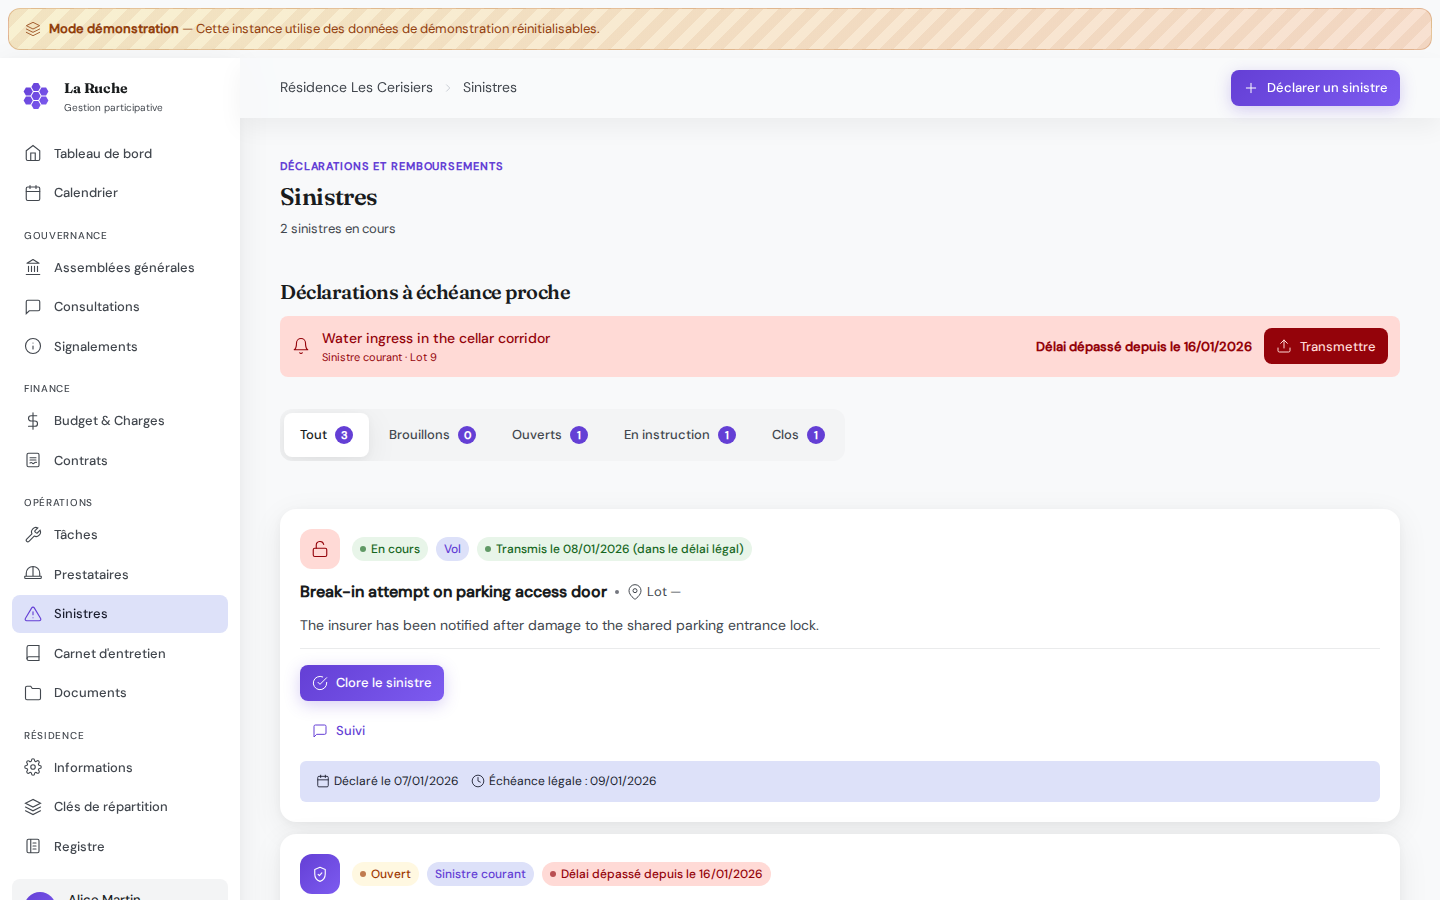 Mode démonstration — Cette instance utilise des données de démonstration réinitialisables.
La Ruche
Gestion participative
Tableau de bord
Calendrier
GOUVERNANCE
Assemblées générales
Consultations
Signalements
FINANCE
Budget & Charges
Contrats
OPÉRATIONS
Tâches
Prestataires
Sinistres
Carnet d'entretien
Documents
RÉSIDENCE
Informations
Clés de répartition
Registre
Alice Martin
Résidence Les Cerisiers > Sinistres
Déclarer un sinistre
DÉCLARATIONS ET REMBOURSEMENTS
Sinistres
2 sinistres en cours
Déclarations à échéance proche
Water ingress in the cellar corridor
Sinistre courant · Lot 9
Délai dépassé depuis le 16/01/2026
Transmettre
Tout 3 Brouillons 0 Ouverts 1 En instruction 1 Clos 1
En cours Vol Transmis le 08/01/2026 (dans le délai légal)
Break-in attempt on parking access door • Lot —
The insurer has been notified after damage to the shared parking entrance lock.
Clore le sinistre
Suivi
Déclaré le 07/01/2026 Échéance légale : 09/01/2026
Ouvert Sinistre courant Délai dépassé depuis le 16/01/2026